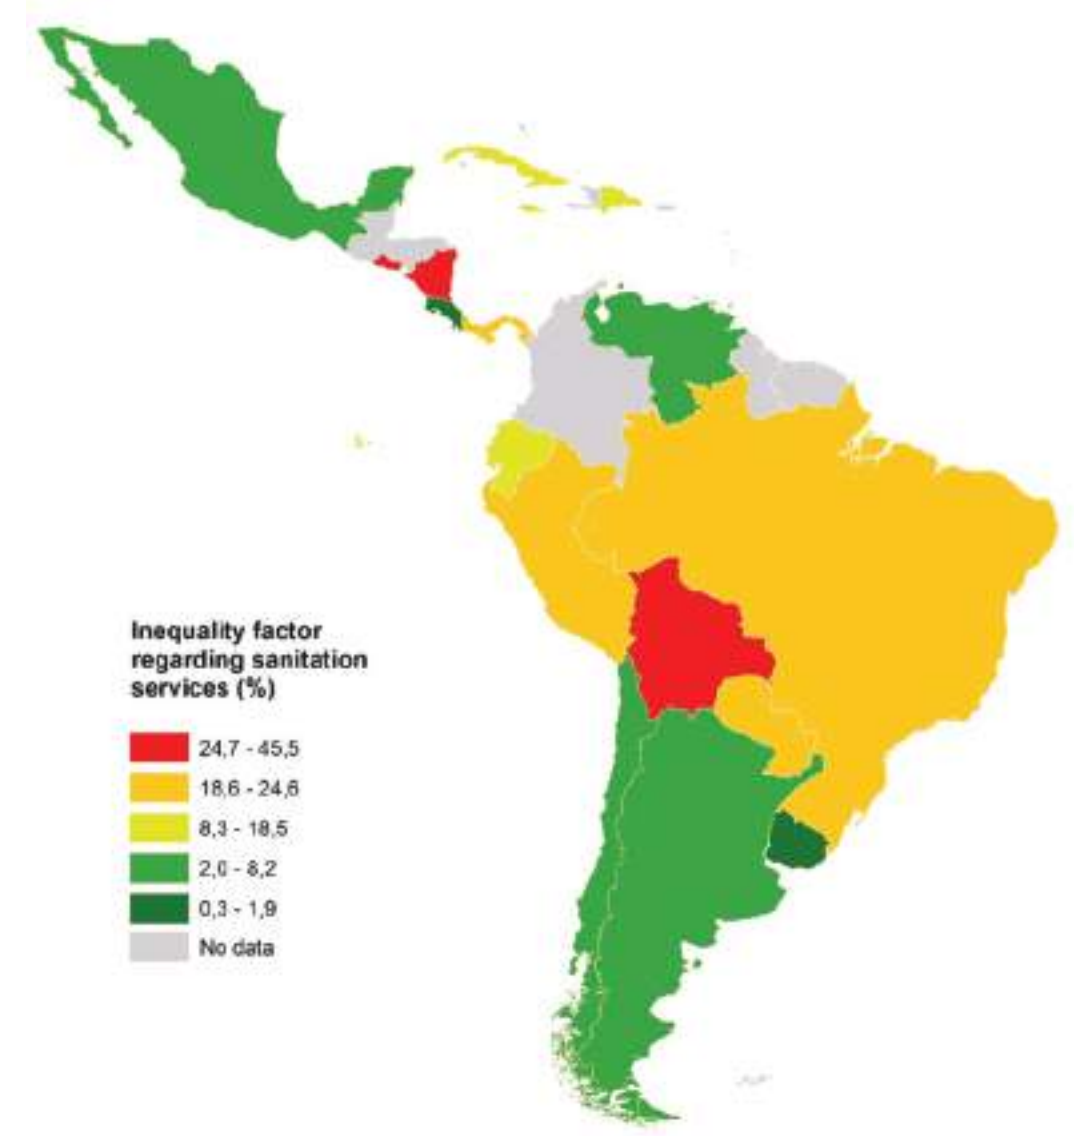 Inequality factor
regarding sanitation
services (%)
24,7 - 45,5
18,6 - 24,6
8,3 - 18,5
2,0 - 8,2
0,3 - 1,9
No data